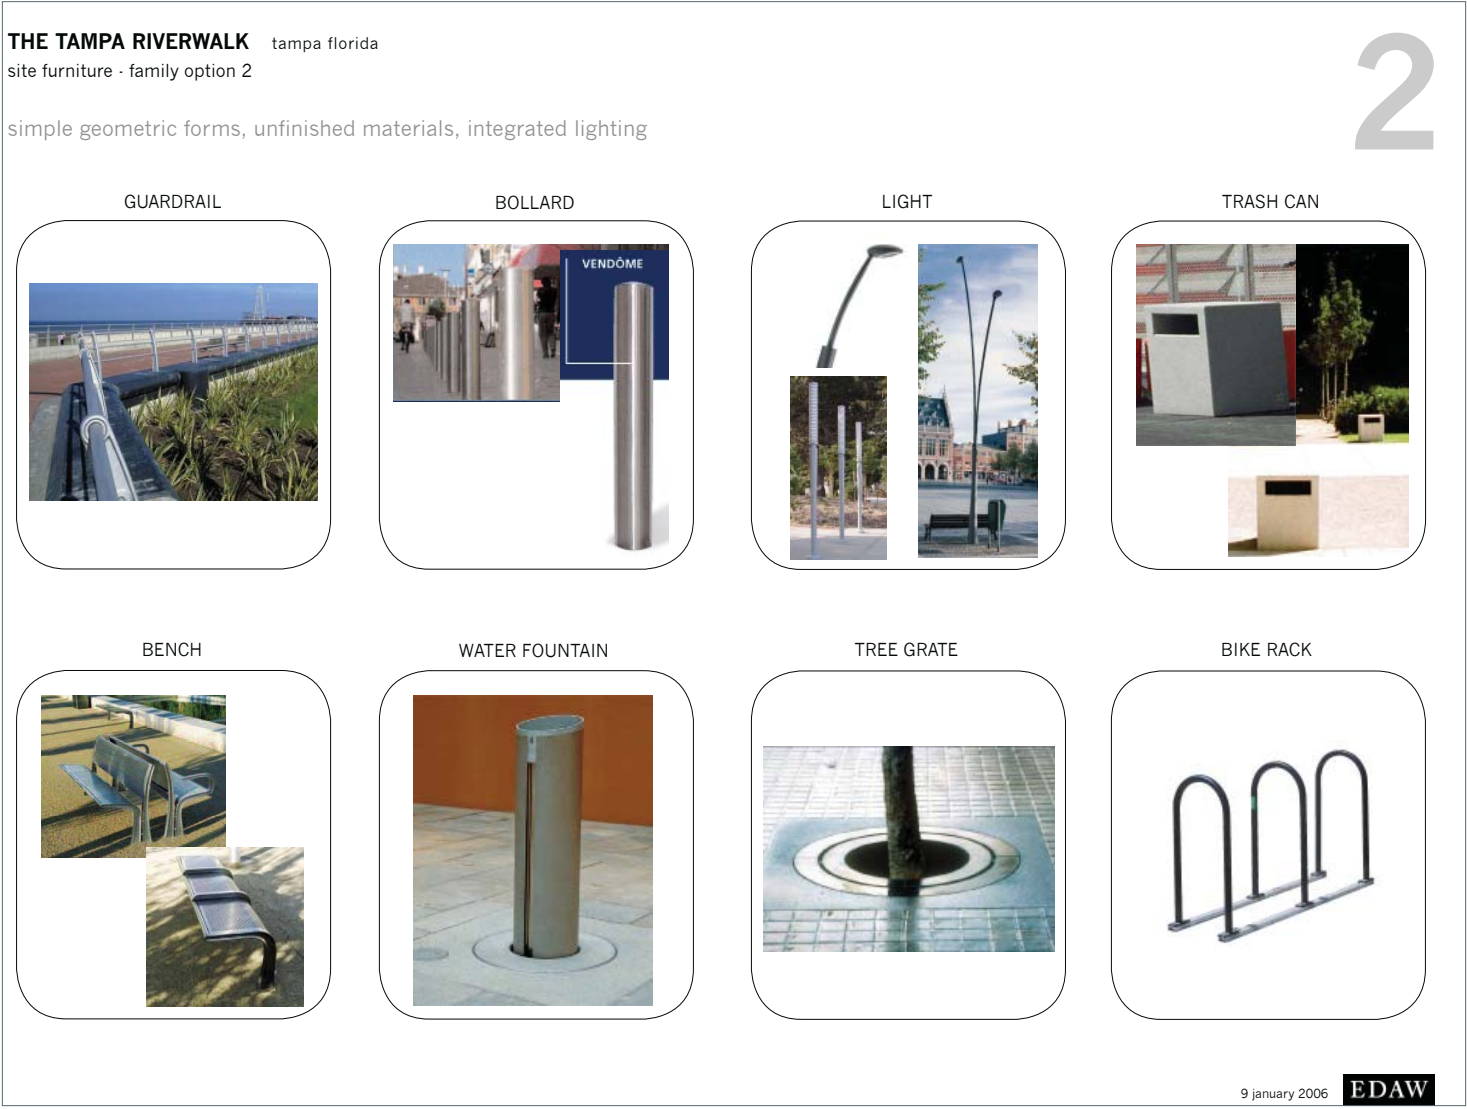 THE TAMPA RIVERWALK tampa florida
site furniture · family option 2
2
simple geometric forms, unfinished materials, integrated lighting
GUARDRAIL
BOLLARD
LIGHT
TRASH CAN
VENDÔME
BENCH
WATER FOUNTAIN
TREE GRATE
BIKE RACK
9 january 2006
EDAW